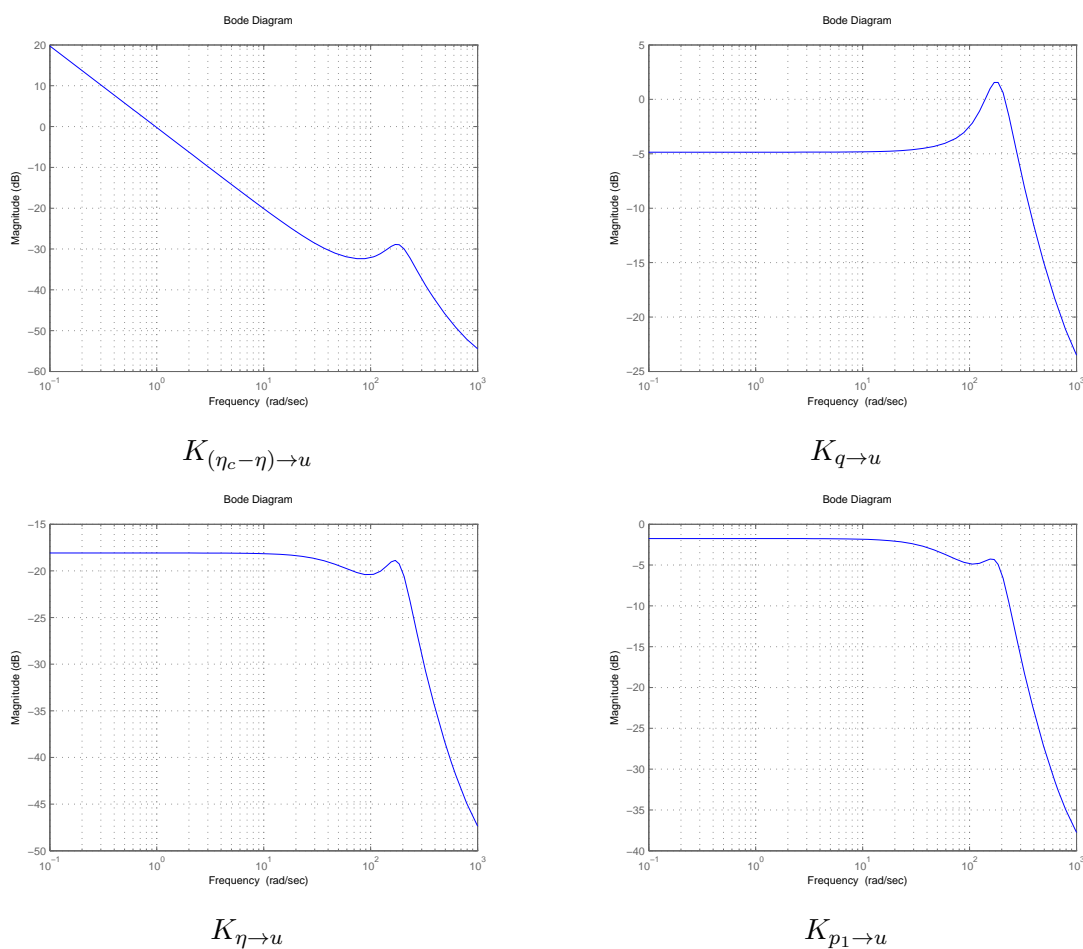 Bode Diagram
20
10
0
−10
−20
−30
−40
−50
−60
Magnitude (dB)
10^−1 10^0 10^1 10^2 10^3
Frequency (rad/sec)
K_{(η_c−η)→u}
Bode Diagram
5
0
−5
−10
−15
−20
−25
Magnitude (dB)
10^−1 10^0 10^1 10^2 10^3
Frequency (rad/sec)
K_{q→u}
Bode Diagram
−15
−20
−25
−30
−35
−40
−45
−50
Magnitude (dB)
10^−1 10^0 10^1 10^2 10^3
Frequency (rad/sec)
K_{η→u}
Bode Diagram
0
−5
−10
−15
−20
−25
−30
−35
−40
Magnitude (dB)
10^−1 10^0 10^1 10^2 10^3
Frequency (rad/sec)
K_{p_1→u}